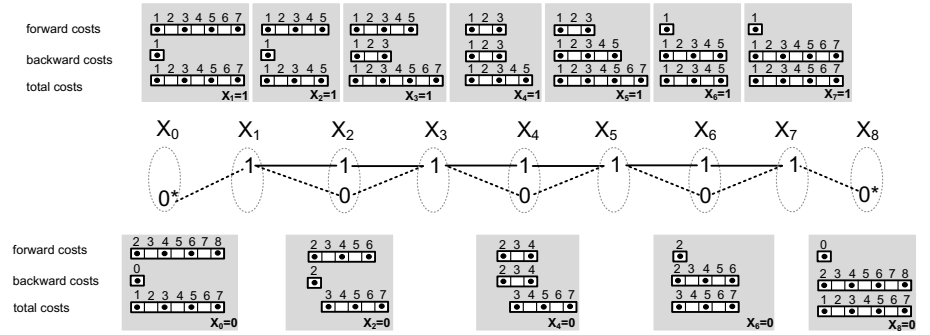 forward costs 1 2 3 4 5 6 7 1 2 3 4 5 1 2 3 4 5 1 2 3 1 2 3 1 1
backward costs 1 1 1 2 3 1 2 3 1 2 3 4 5 1 2 3 4 5 1 2 3 4 5 6 7
total costs 1 2 3 4 5 6 7 1 2 3 4 5 1 2 3 4 5 6 7 1 2 3 4 5 1 2 3 4 5 6 7 1 2 3 4 5 1 2 3 4 5 6 7
X₁=1 X₂=1 X₃=1 X₄=1 X₅=1 X₆=1 X₇=1
X₀ X₁ X₂ X₃ X₄ X₅ X₆ X₇ X₈
1 1 1 1 1 1 1
0* 0 0 0 0*
forward costs 2 3 4 5 6 7 8 2 3 4 5 6 2 3 4 2 0
backward costs 0 2 2 3 4 2 3 4 5 6 2 3 4 5 6 7 8
total costs 1 2 3 4 5 6 7 3 4 5 6 7 3 4 5 6 7 3 4 5 6 7 1 2 3 4 5 6 7
X₀=0 X₂=0 X₄=0 X₆=0 X₈=0